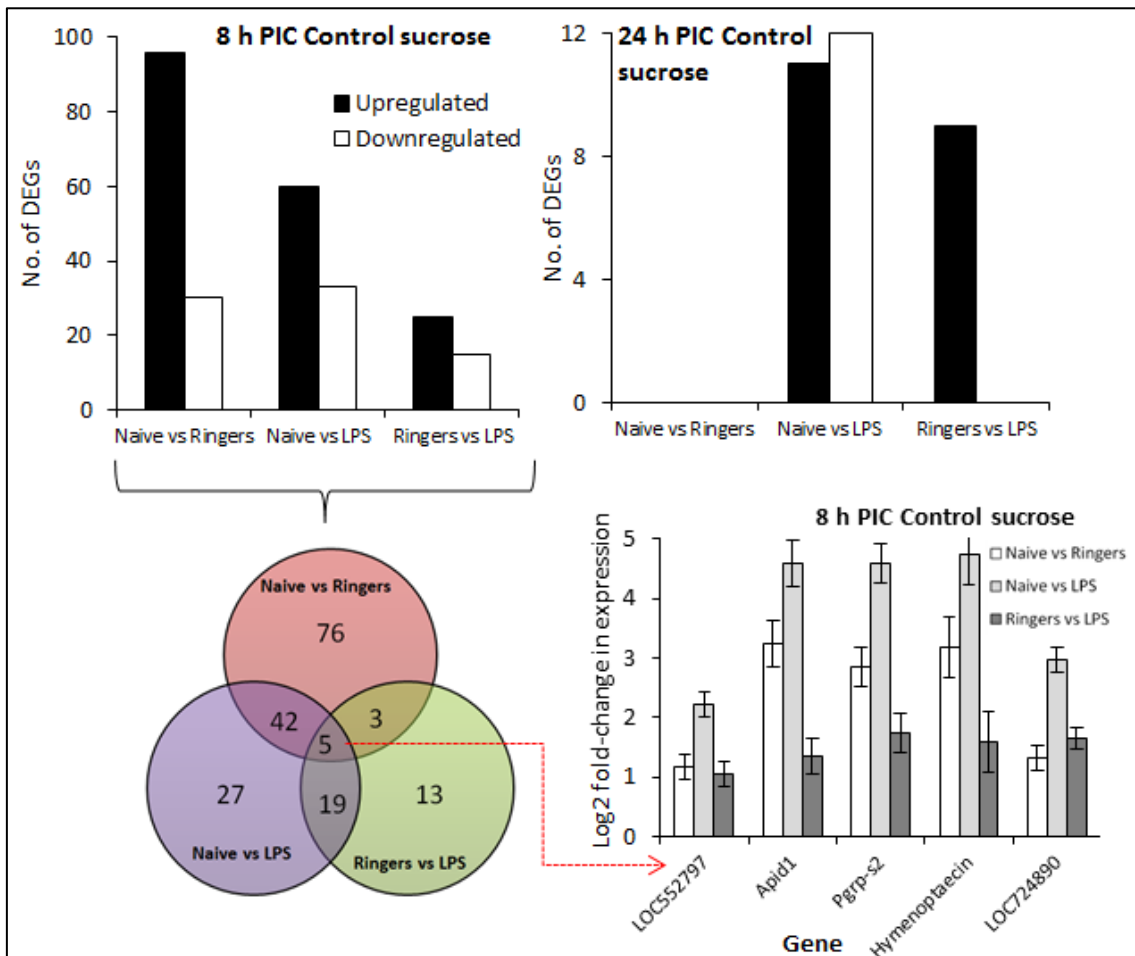 8 h PIC Control sucrose
100
80
60
40
20
0
No. of DEGs
Upregulated
Downregulated
Naive vs Ringers
Naive vs LPS
Ringers vs LPS
24 h PIC Control
sucrose
12
8
4
0
No. of DEGs
Naive vs Ringers
Naive vs LPS
Ringers vs LPS
Naive vs Ringers
76
42
3
5
27
19
13
Naive vs LPS
Ringers vs LPS
8 h PIC Control sucrose
5
4
3
2
1
0
Log2 fold-change in expression
Naive vs Ringers
Naive vs LPS
Ringers vs LPS
LOC552797
Apid1
Pgrp-s2
Hymenoptaecin
LOC724890
Gene